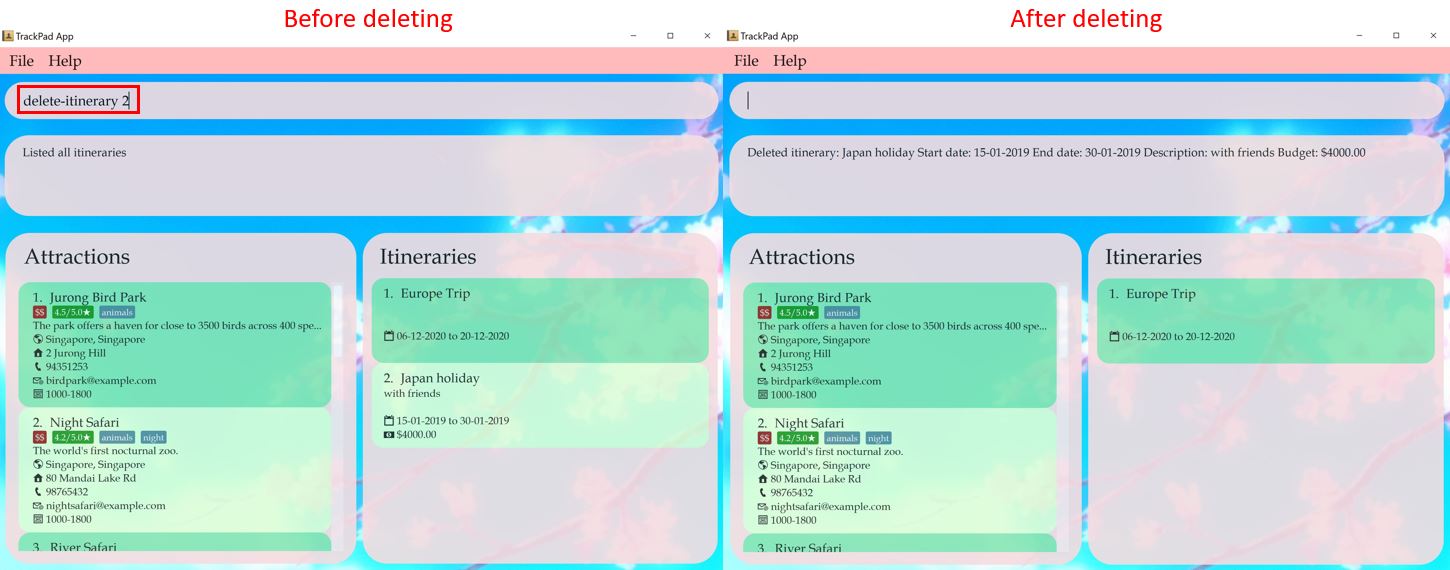 Before deleting
TrackPad App
File Help
delete-itinerary 2
Listed all itineraries
Attractions
1. Jurong Bird Park
$$ 4.5/5.0★ animals
The park offers a haven for close to 3500 birds across 400 spe...
Singapore, Singapore
2 Jurong Hill
94351253
birdpark@example.com
1000-1800
2. Night Safari
$$ 4.2/5.0★ animals night
The world's first nocturnal zoo.
Singapore, Singapore
80 Mandai Lake Rd
98765432
nightsafari@example.com
1000-1800
3. River Safari
Itineraries
1. Europe Trip
06-12-2020 to 20-12-2020
2. Japan holiday
with friends
15-01-2019 to 30-01-2019
$4000.00
After deleting
TrackPad App
File Help
Deleted itinerary: Japan holiday Start date: 15-01-2019 End date: 30-01-2019 Description: with friends Budget: $4000.00
Attractions
1. Jurong Bird Park
$$ 4.5/5.0★ animals
The park offers a haven for close to 3500 birds across 400 spe...
Singapore, Singapore
2 Jurong Hill
94351253
birdpark@example.com
1000-1800
2. Night Safari
$$ 4.2/5.0★ animals night
The world's first nocturnal zoo.
Singapore, Singapore
80 Mandai Lake Rd
98765432
nightsafari@example.com
1000-1800
3. River Safari
Itineraries
1. Europe Trip
06-12-2020 to 20-12-2020